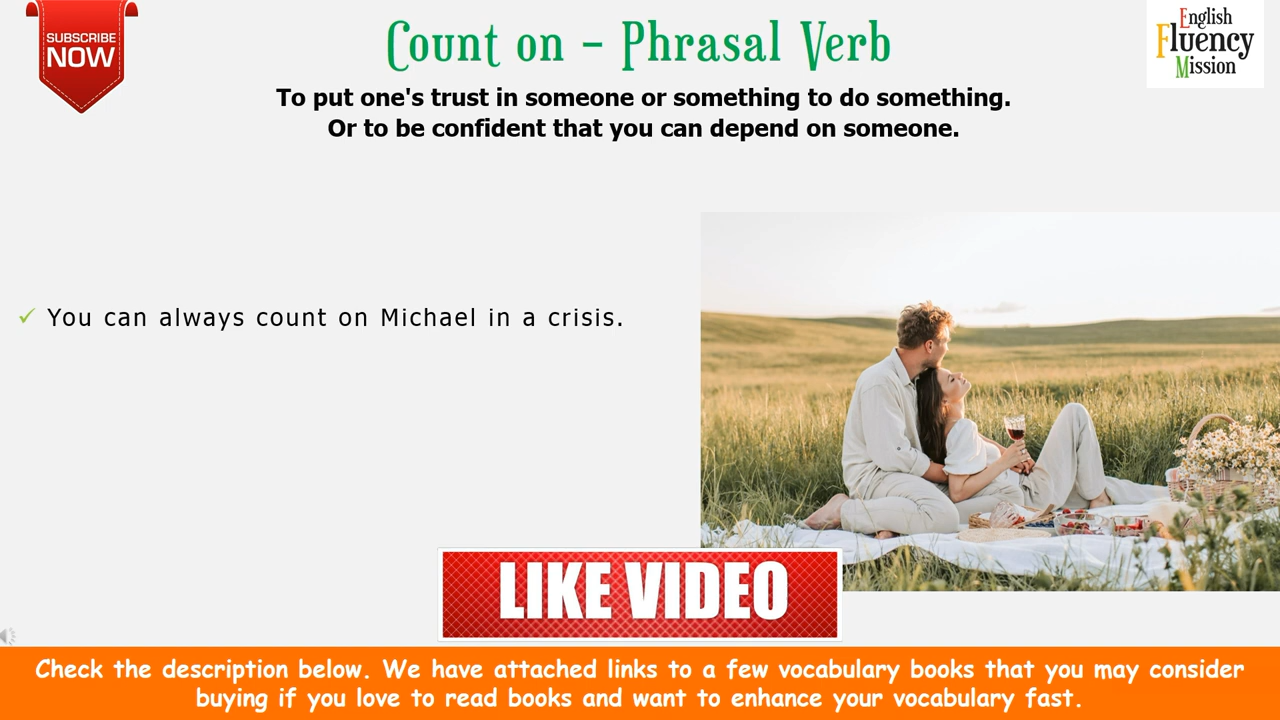 SUBSCRIBE
NOW
Count on – Phrasal Verb
English
Fluency
Mission
To put one's trust in someone or something to do something.
Or to be confident that you can depend on someone.
✓ You can always count on Michael in a crisis.
LIKE VIDEO
Check the description below. We have attached links to a few vocabulary books that you may consider
buying if you love to read books and want to enhance your vocabulary fast.